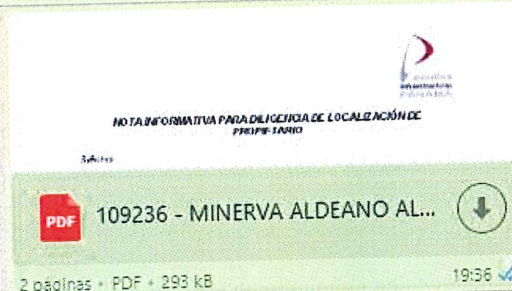 NOTA INFORMATIVA PARA DILIGENCIA DE LOCALIZACIÓN DE
PROPIETARIO
PDF
109236 - MINERVA ALDEANO AL...
2 páginas • PDF • 293 kB
19:36